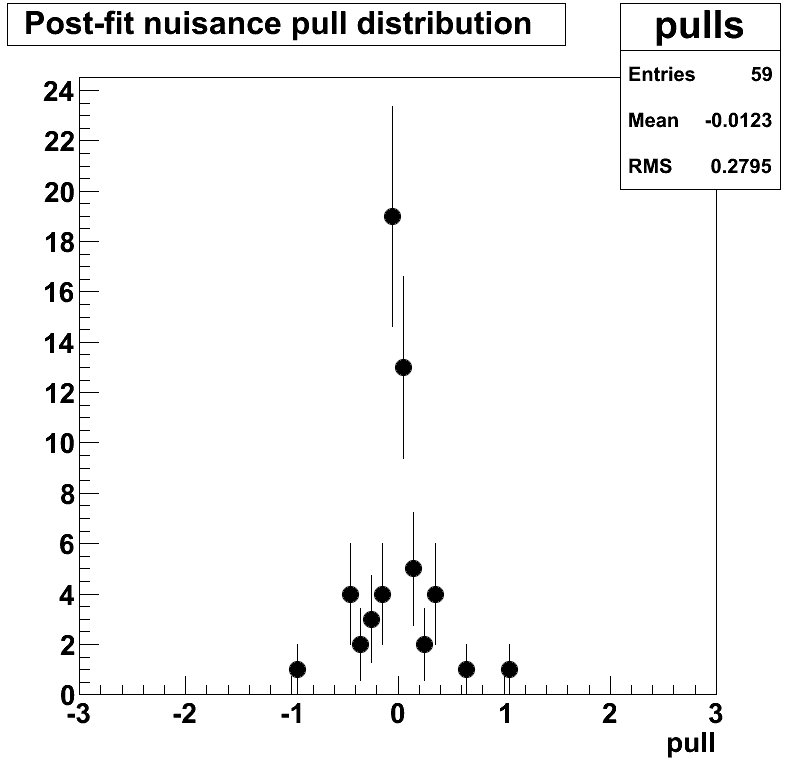 Post-fit nuisance pull distribution
pulls
Entries 59
Mean -0.0123
RMS 0.2795
24
22
20
18
16
14
12
10
8
6
4
2
0
-3 -2 -1 0 1 2 3
pull